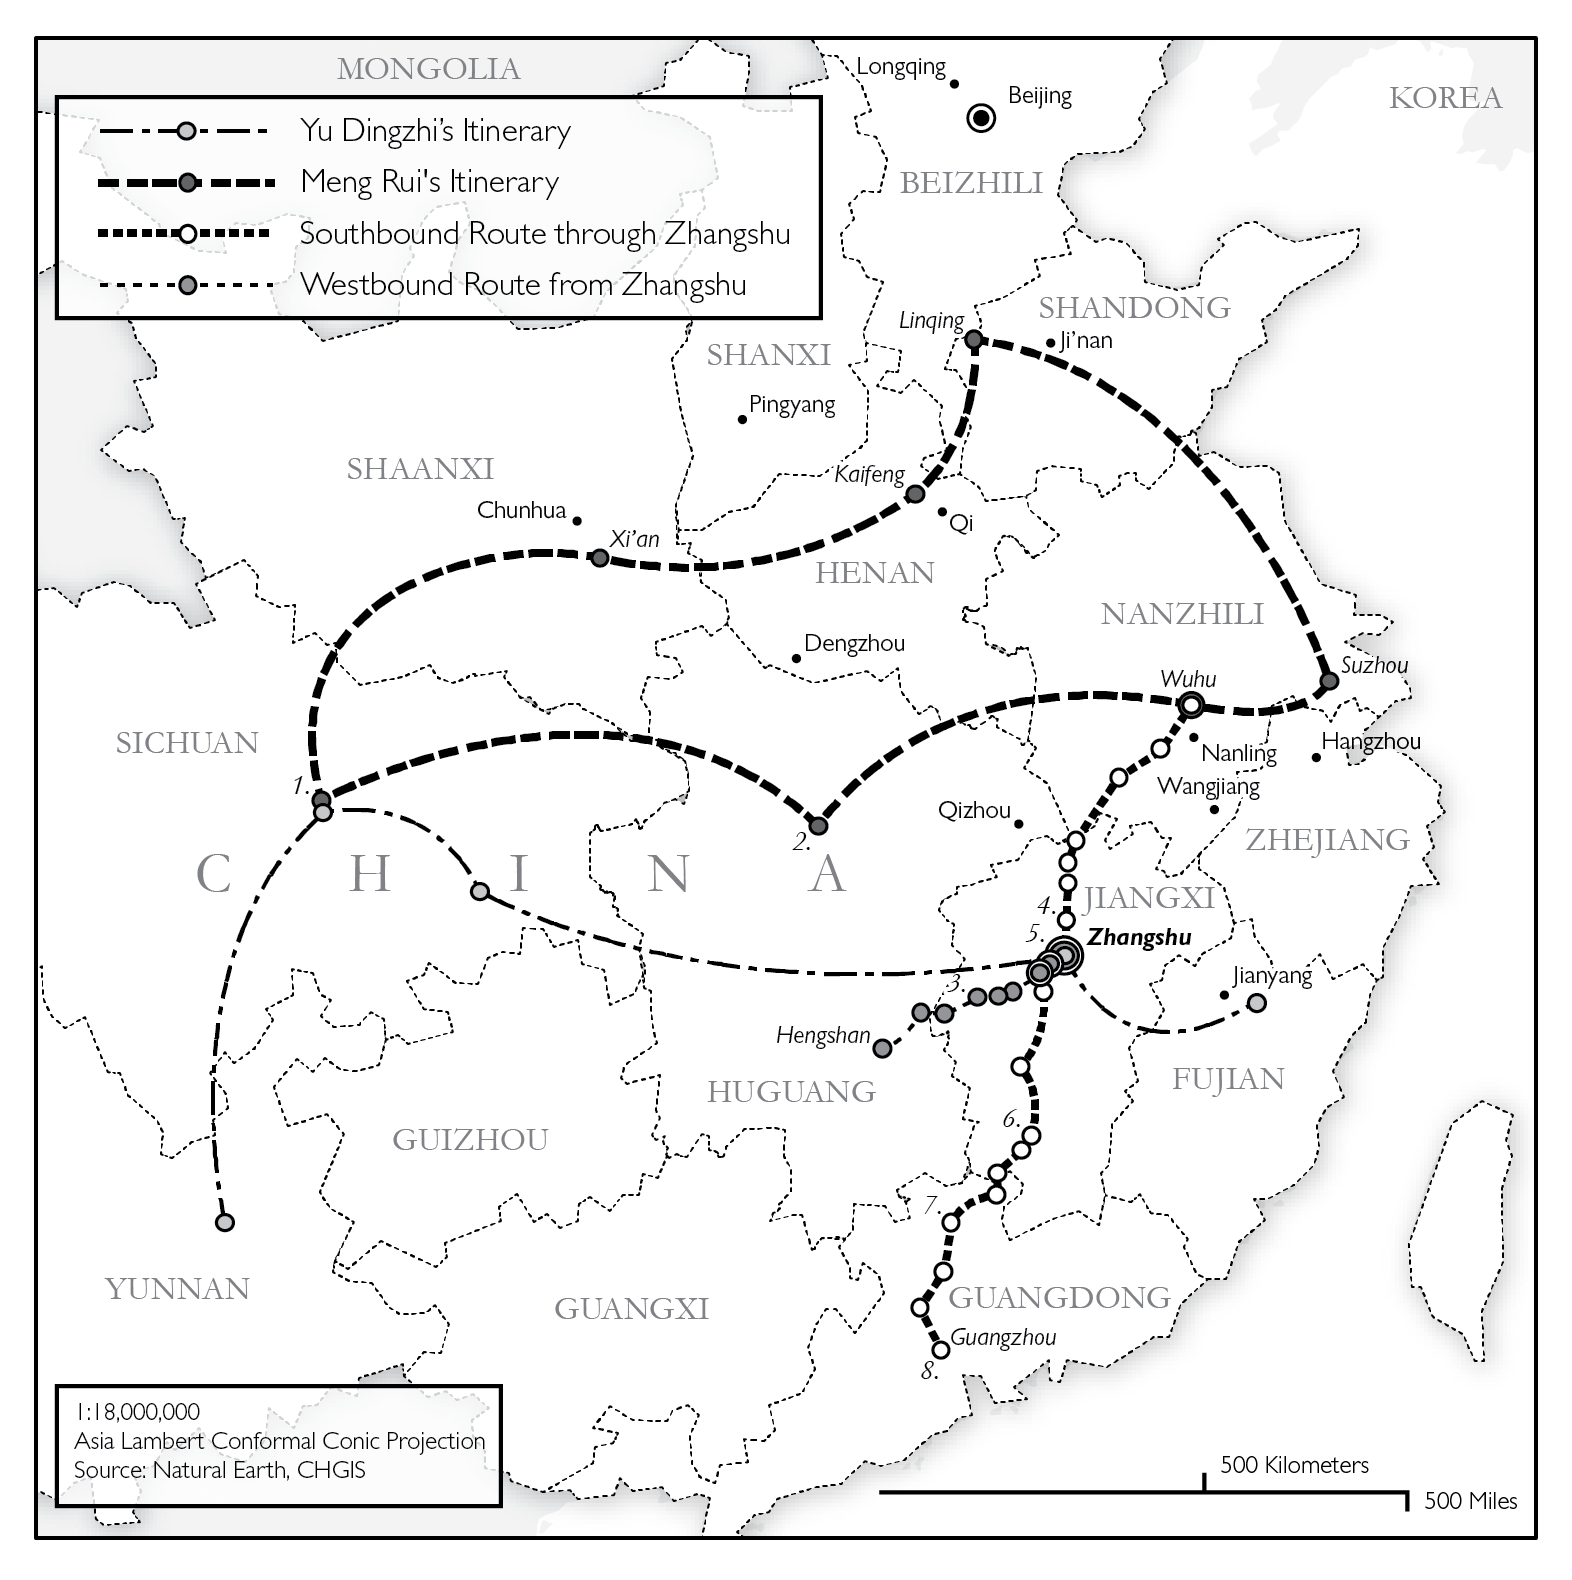 MONGOLIA
Longqing
Beijing
KOREA
Yu Dingzhi's Itinerary
Meng Rui's Itinerary
Southbound Route through Zhangshu
Westbound Route from Zhangshu
BEIZHILI
SHANDONG
Linqing
Ji'nan
SHANXI
Pingyang
SHAANXI
Kaifeng
Chunhua
Qi
Xi'an
HENAN
NANZHILI
Dengzhou
Suzhou
Wuhu
SICHUAN
Hangzhou
Nanling
1.
Wangjiang
Qizhou
2.
ZHEJIANG
C H I N A
JIANGXI
4.
5.
Zhangshu
Jianyang
3.
Hengshan
FUJIAN
HUGUANG
6.
GUIZHOU
7.
YUNNAN
GUANGDONG
GUANGXI
Guangzhou
8.
1:18,000,000
Asia Lambert Conformal Conic Projection
Source: Natural Earth, CHGIS
500 Kilometers
500 Miles